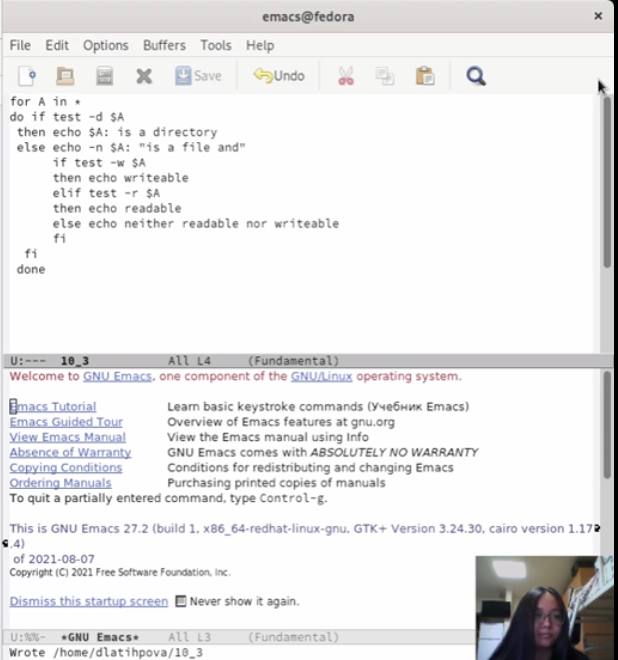 emacs@fedora
File Edit Options Buffers Tools Help
Save Undo
for A in *
do if test -d $A
then echo $A: is a directory
else echo -n $A: "is a file and"
if test -w $A
then echo writeable
elif test -r $A
then echo readable
else echo neither readable nor writeable
fi
fi
done
U:--- 10_3 All L4 (Fundamental)
Welcome to GNU Emacs, one component of the GNU/Linux operating system.
Emacs Tutorial Learn basic keystroke commands (Учебник Emacs)
Emacs Guided Tour Overview of Emacs features at gnu.org
View Emacs Manual View the Emacs manual using Info
Absence of Warranty GNU Emacs comes with ABSOLUTELY NO WARRANTY
Copying Conditions Conditions for redistributing and changing Emacs
Ordering Manuals Purchasing printed copies of manuals
To quit a partially entered command, type Control-g.
This is GNU Emacs 27.2 (build 1, x86_64-redhat-linux-gnu, GTK+ Version 3.24.30, cairo version 1.17
.4)
of 2021-08-07
Copyright (C) 2021 Free Software Foundation, Inc.
Dismiss this startup screen Never show it again.
U:%%- *GNU Emacs* All L3 (Fundamental)
Wrote /home/dlatihpova/10_3